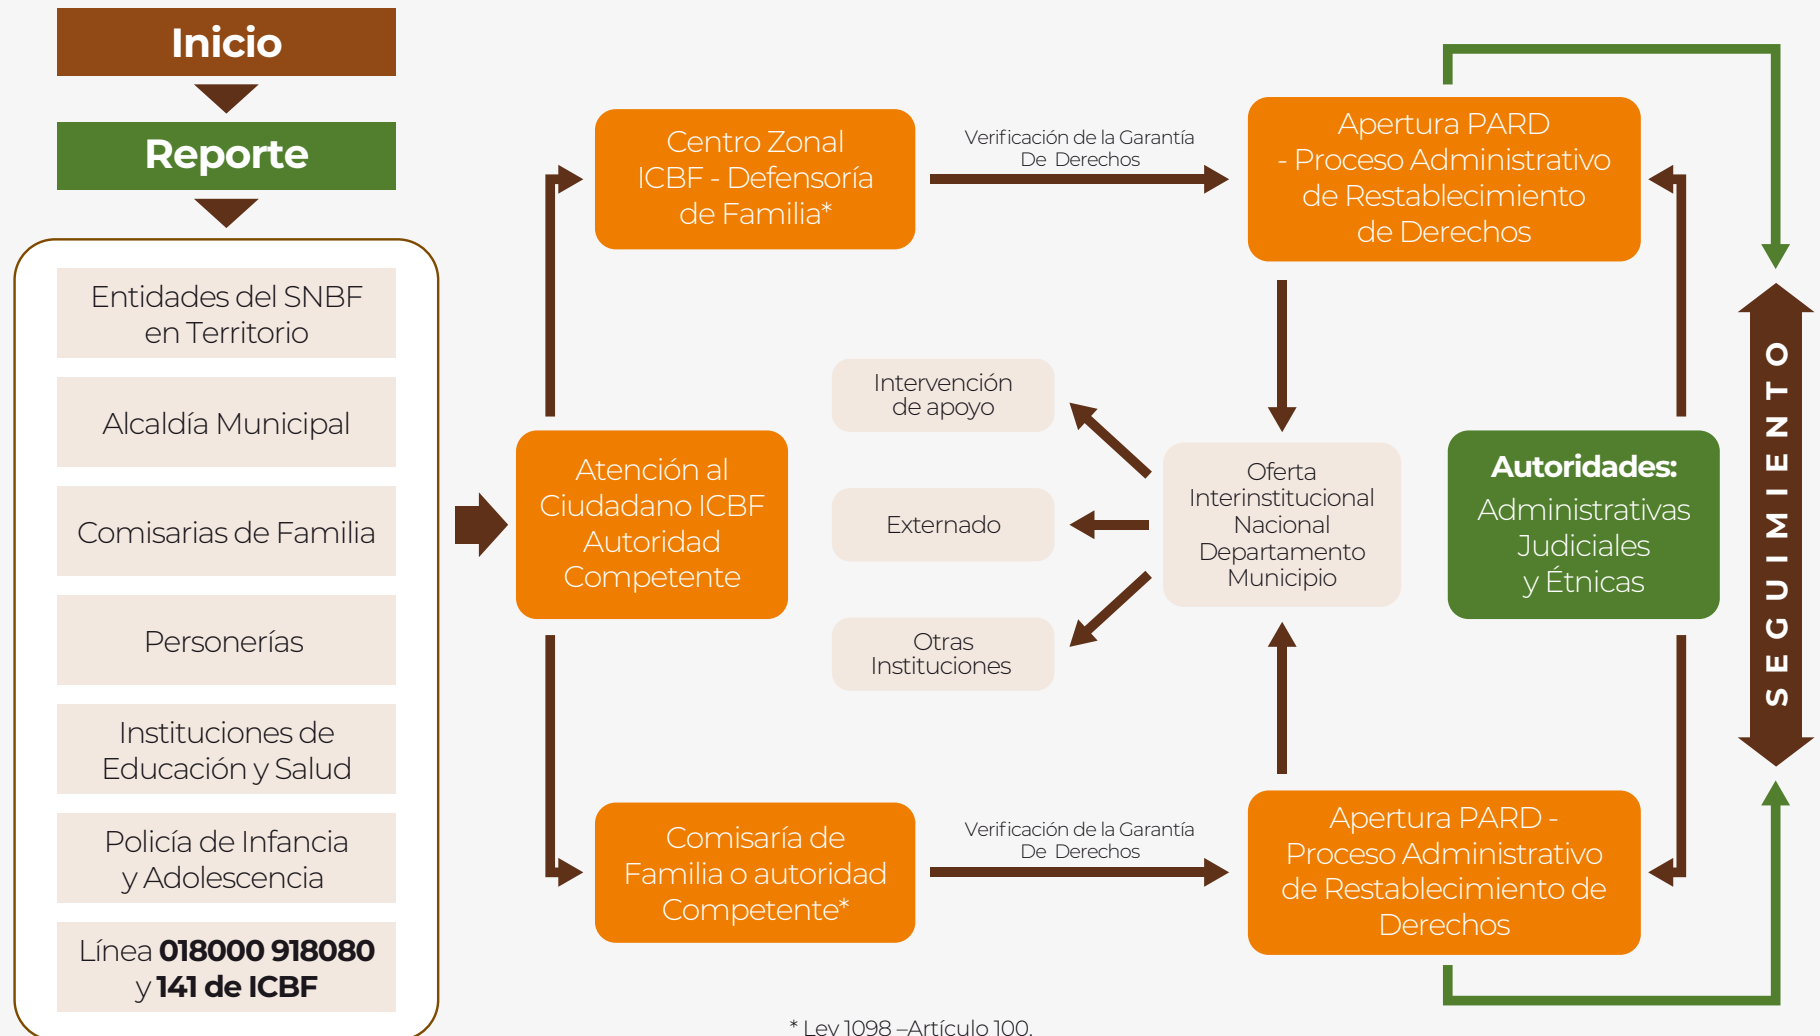 Inicio
Reporte
Entidades del SNBF
en Territorio
Alcaldía Municipal
Comisarias de Familia
Personerías
Instituciones de
Educación y Salud
Policía de Infancia
y Adolescencia
Línea 018000 918080
y 141 de ICBF
Atención al
Ciudadano ICBF
Autoridad
Competente
Centro Zonal
ICBF - Defensoría
de Familia*
Verificación de la Garantía
De Derechos
Apertura PARD
- Proceso Administrativo
de Restablecimiento
de Derechos
Intervención
de apoyo
Externado
Otras
Instituciones
Oferta
Interinstitucional
Nacional
Departamento
Municipio
Autoridades:
Administrativas
Judiciales
y Étnicas
SEGUIMIENTO
Comisaría de
Familia o autoridad
Competente*
Verificación de la Garantía
De Derechos
Apertura PARD -
Proceso Administrativo
de Restablecimiento de
Derechos
* Ley 1098 –Artículo 100.